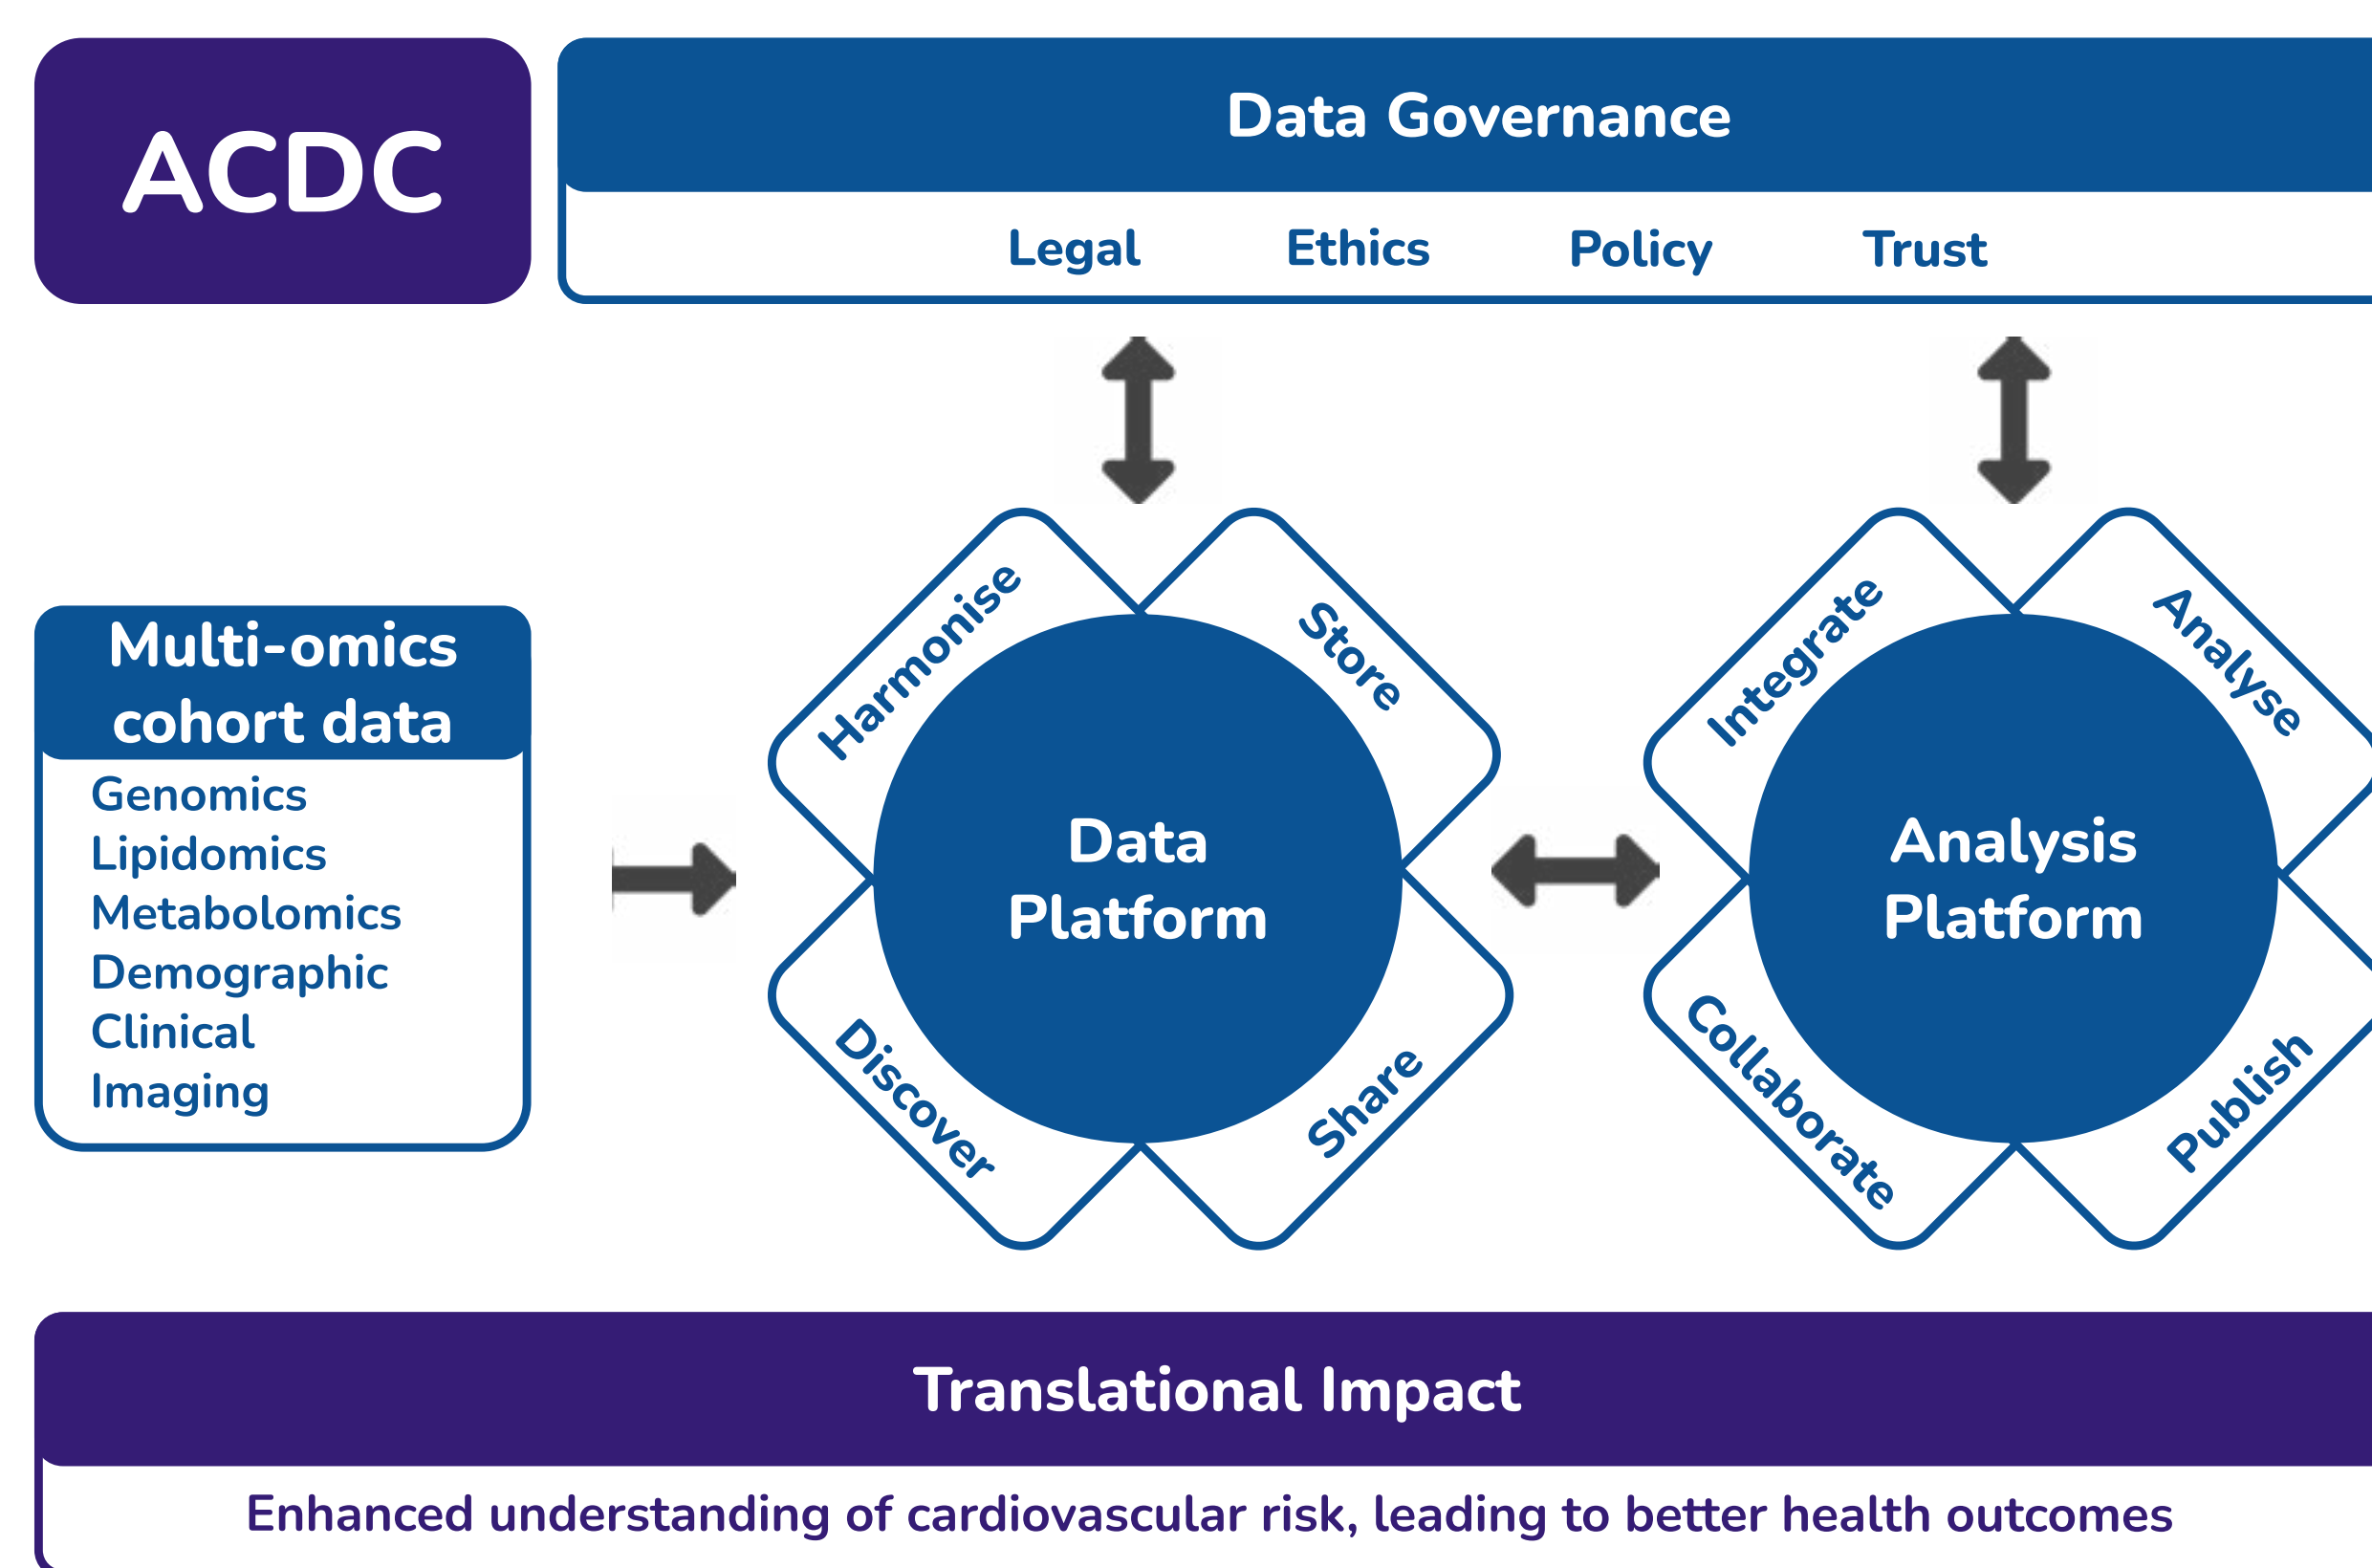 ACDC
Data Governance
Legal Ethics Policy Trust
Multi-omics
cohort data
Genomics
Lipidomics
Metabolomics
Demographic
Clinical
Imaging
Harmonise
Store
Data
Platform
Discover
Share
Integrate
Analyse
Analysis
Platform
Collaborate
Publish
Translational Impact
Enhanced understanding of cardiovascular risk, leading to better health outcomes